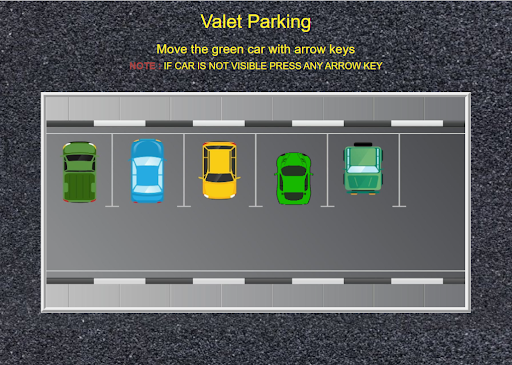 Valet Parking
Move the green car with arrow keys
NOTE : IF CAR IS NOT VISIBLE PRESS ANY ARROW KEY